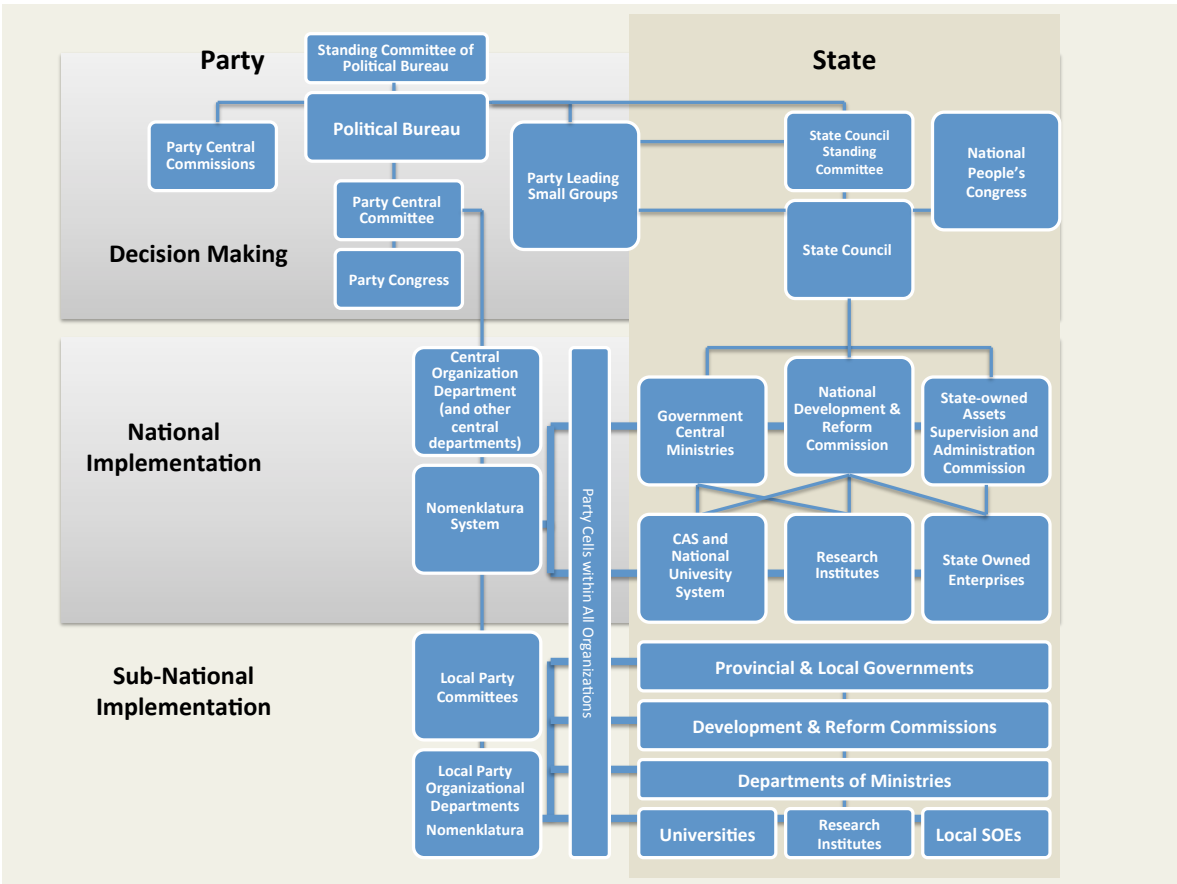 Party
State
Standing Committee of
Political Bureau
Political Bureau
Party Central
Commissions
Party Leading
Small Groups
State Council
Standing
Committee
National
People's
Congress
Party Central
Committee
State Council
Decision Making
Party Congress
Central
Organization
Department
(and other
central
departments)
Government
Central
Ministries
National
Development &
Reform
Commission
State-owned
Assets
Supervision and
Administration
Commission
National
Implementation
Nomenklatura
System
Party Cells within All Organizations
CAS and
National
Univesity
System
Research
Institutes
State Owned
Enterprises
Sub-National
Implementation
Local Party
Committees
Provincial & Local Governments
Development & Reform Commissions
Local Party
Organizational
Departments
Nomenklatura
Departments of Ministries
Universities
Research
Institutes
Local SOEs